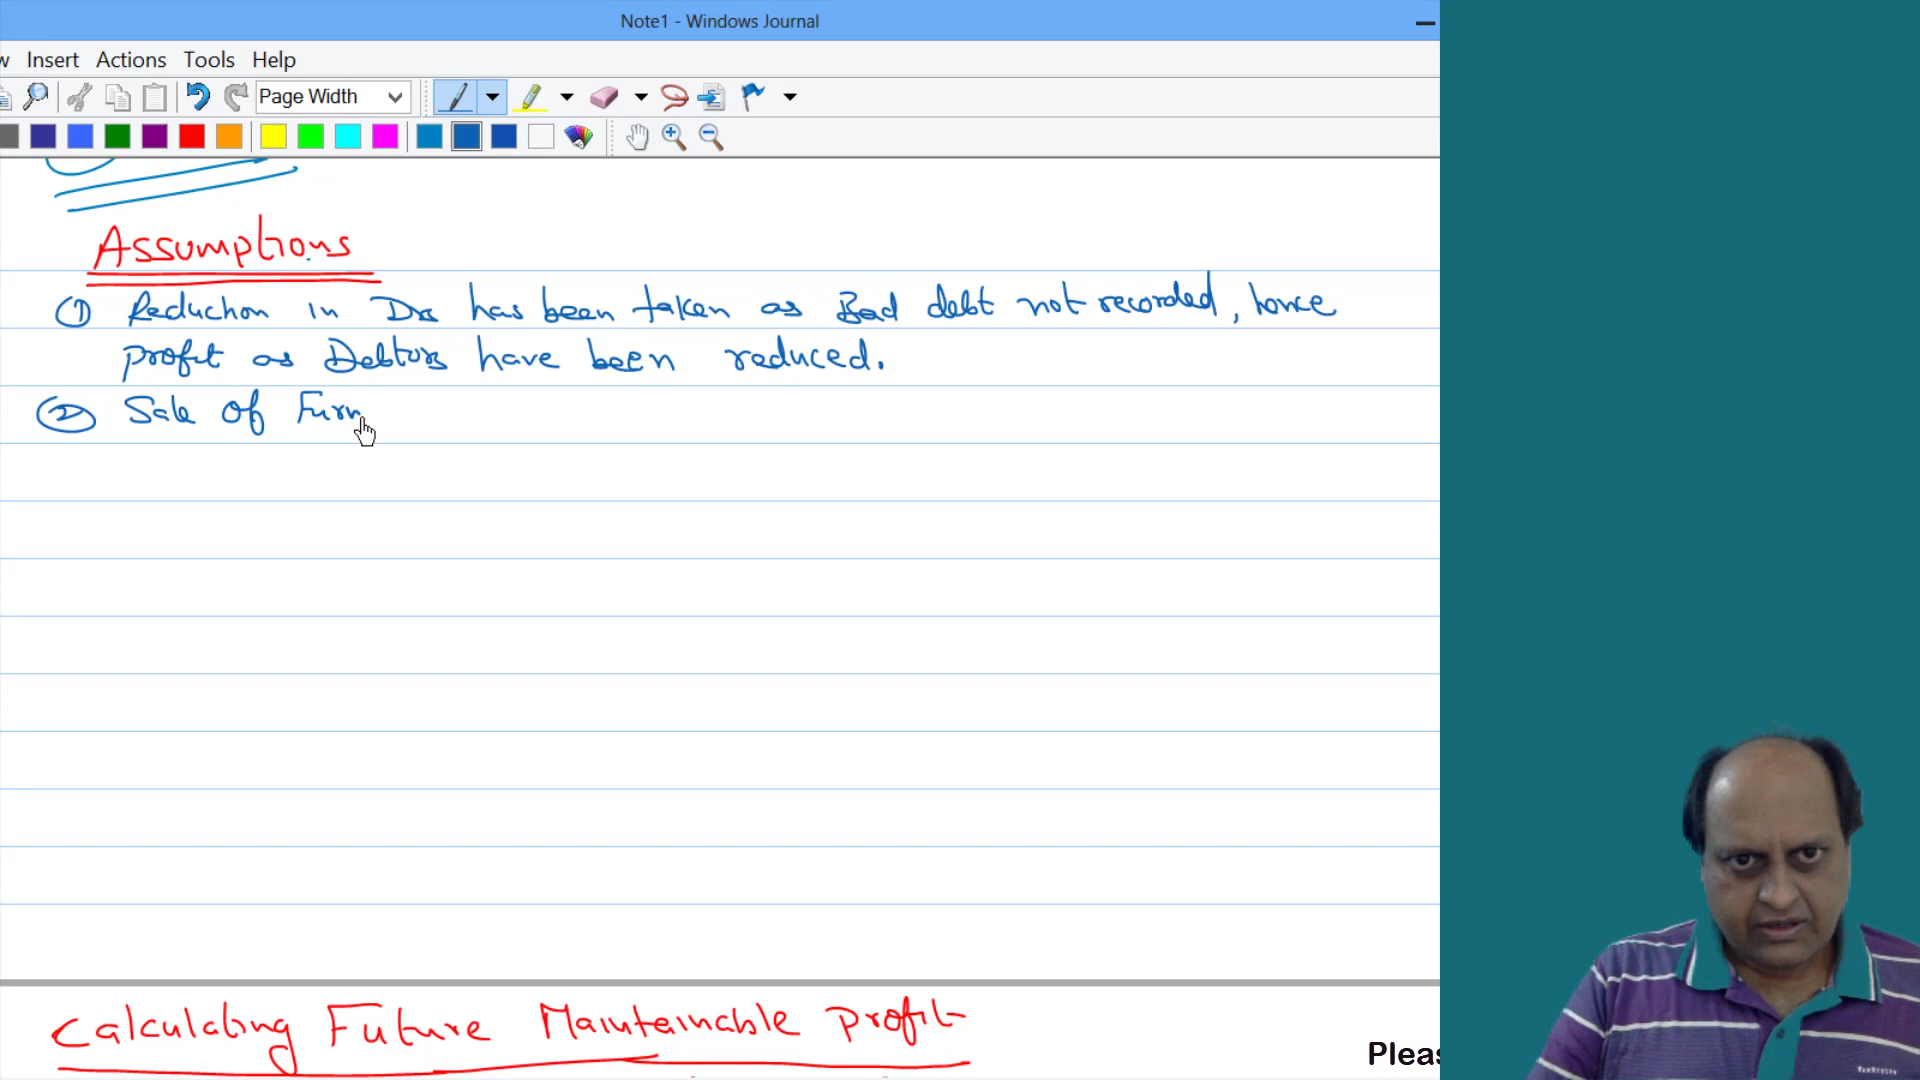 Note1 - Windows Journal
w Insert Actions Tools Help
Page Width
Assumptions
① Reduction in Drs has been taken as Bad debt not recorded, hence
profit as Debtors have been reduced.
② Sale of Furn
Calculating Future Maintainable Profit
Pleas